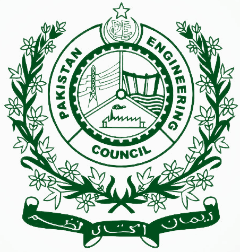 PAKISTAN ENGINEERING
COUNCIL
ایمان اتحاد نظم